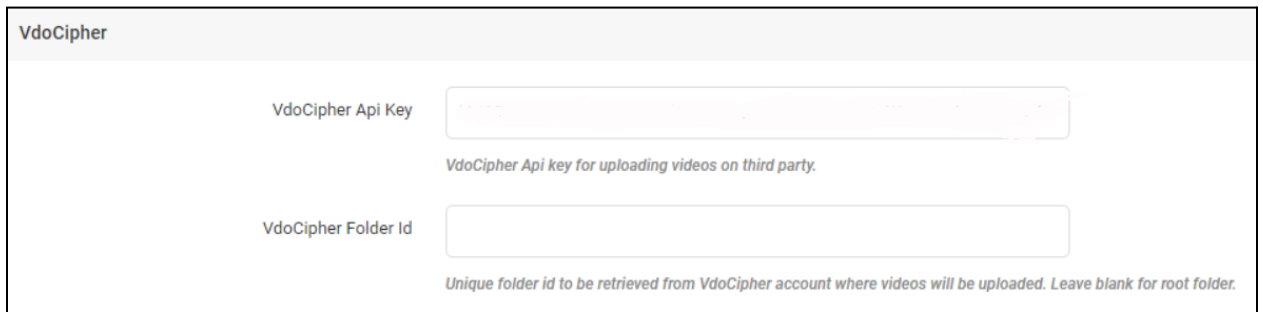 VdoCipher
VdoCipher Api Key
VdoCipher Api key for uploading videos on third party.
VdoCipher Folder Id
Unique folder id to be retrieved from VdoCipher account where videos will be uploaded. Leave blank for root folder.